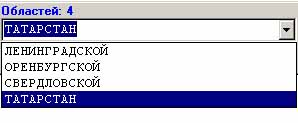 Областей: 4
ТАТАРСТАН
ЛЕНИНГРАДСКОЙ
ОРЕНБУРГСКОЙ
СВЕРДЛОВСКОЙ
ТАТАРСТАН